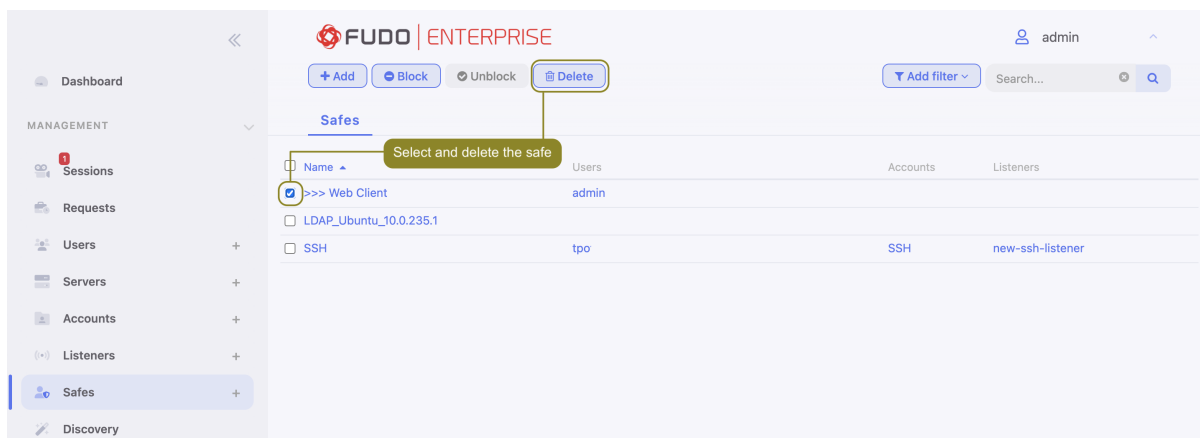 FUDO ENTERPRISE
admin
Dashboard
+ Add
Block
Unblock
Delete
Add filter
Search...
MANAGEMENT
Safes
Select and delete the safe
1
Sessions
Name
Users
Accounts
Listeners
>>> Web Client
admin
Requests
LDAP_Ubuntu_10.0.235.1
Users +
SSH
tpo
SSH
new-ssh-listener
Servers +
Accounts +
Listeners +
Safes +
Discovery